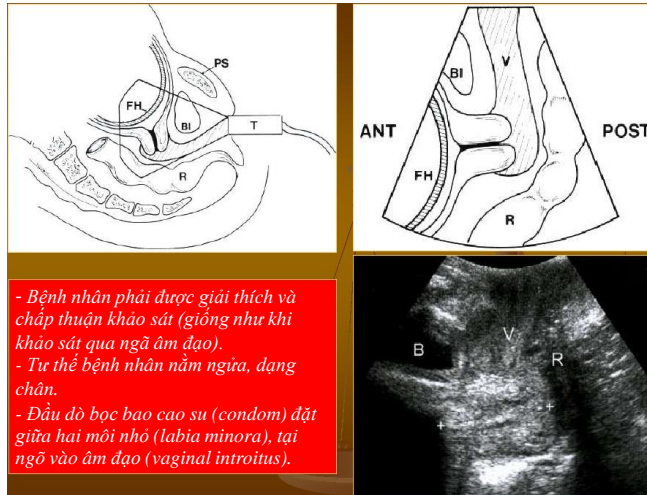 PS
FH
BI
T
R
V
BI
ANT
POST
FH
R
- Bệnh nhân phải được giải thích và
chấp thuận khảo sát (giống như khi
khảo sát qua ngã âm đạo).
- Tư thế bệnh nhân nằm ngửa, dạng
chân.
- Đầu dò bọc bao cao su (condom) đặt
giữa hai môi nhỏ (labia minora), tại
ngõ vào âm đạo (vaginal introitus).
V
B
R